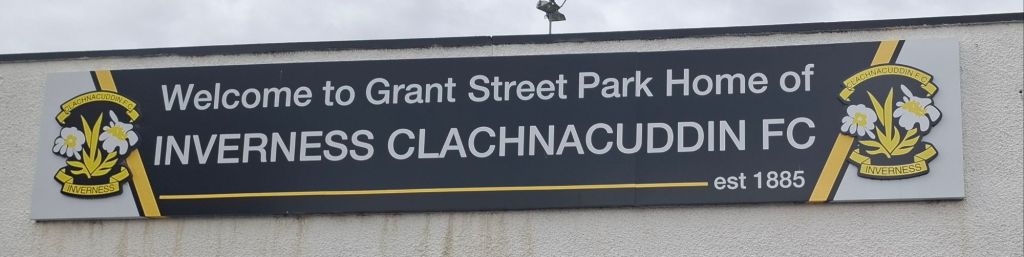 CLACHNACUDDIN F.C.
INVERNESS
Welcome to Grant Street Park Home of
INVERNESS CLACHNACUDDIN FC
est 1885
CLACHNACUDDIN F.C.
INVERNESS